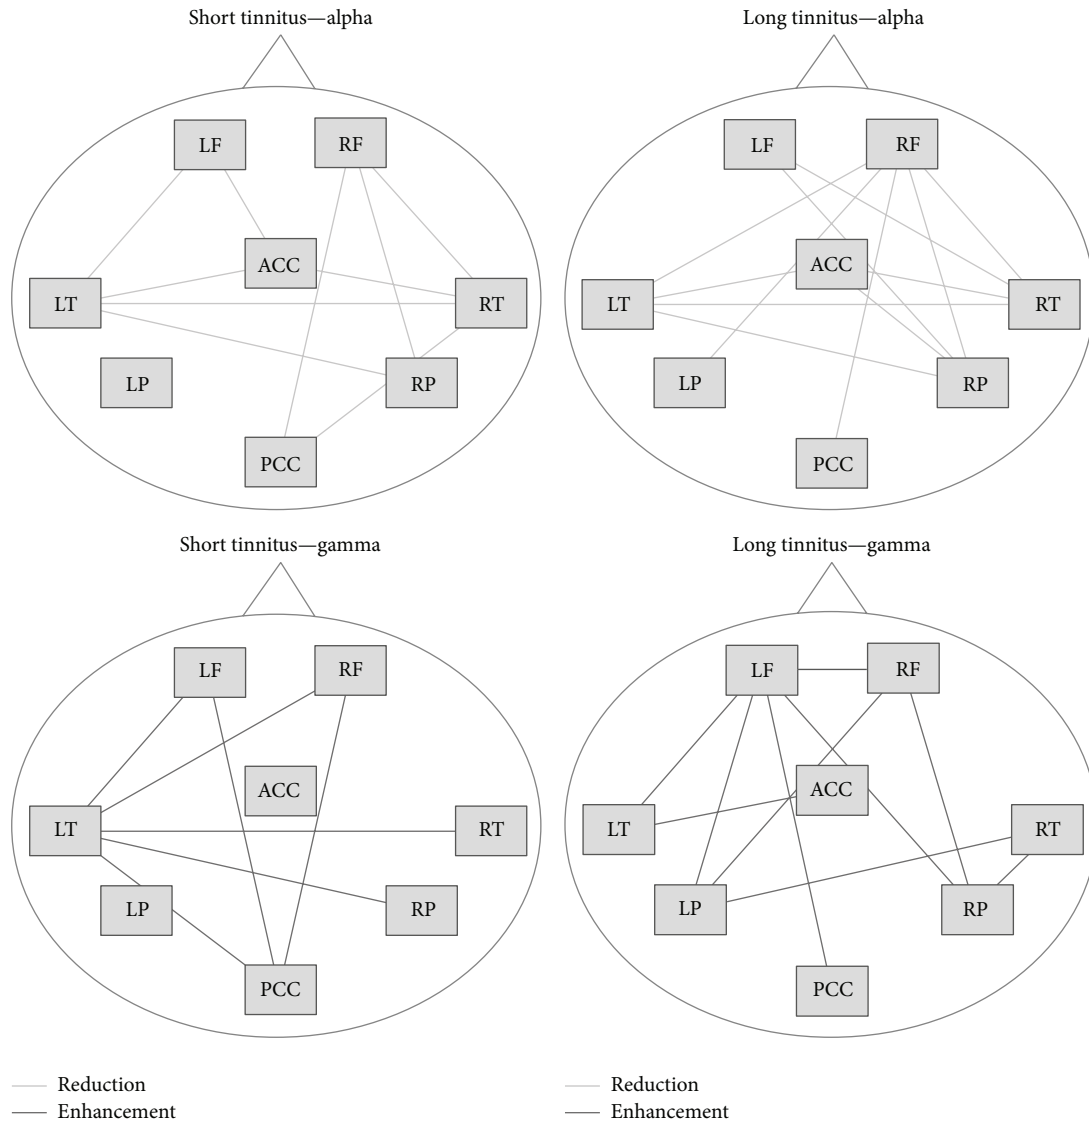 Short tinnitus—alpha
LF
RF
ACC
LT
RT
LP
RP
PCC
Long tinnitus—alpha
LF
RF
ACC
LT
RT
LP
RP
PCC
Short tinnitus—gamma
LF
RF
ACC
LT
RT
LP
RP
PCC
Long tinnitus—gamma
LF
RF
ACC
LT
RT
LP
RP
PCC
Reduction
Enhancement
Reduction
Enhancement